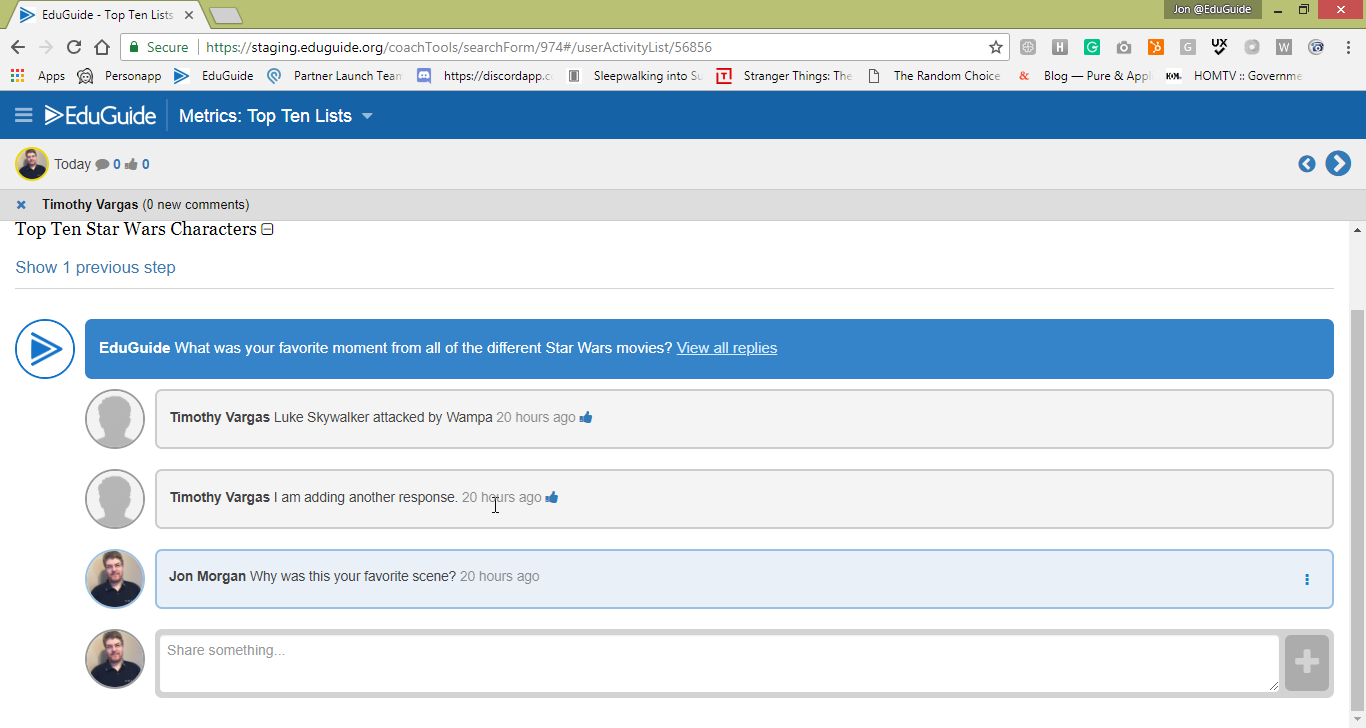 EduGuide - Top Ten Lists
Jon @EduGuide
Secure https://staging.eduguide.org/coachTools/searchForm/974#/userActivityList/56856
Apps Personapp EduGuide Partner Launch Team https://discordapp.c Sleepwalking into Su Stranger Things: The The Random Choice Blog — Pure & Appl HOMTV :: Governme
EduGuide Metrics: Top Ten Lists
Today 0 0
Timothy Vargas (0 new comments)
Top Ten Star Wars Characters
Show 1 previous step
EduGuide What was your favorite moment from all of the different Star Wars movies? View all replies
Timothy Vargas Luke Skywalker attacked by Wampa 20 hours ago
Timothy Vargas I am adding another response. 20 hours ago
Jon Morgan Why was this your favorite scene? 20 hours ago
Share something...